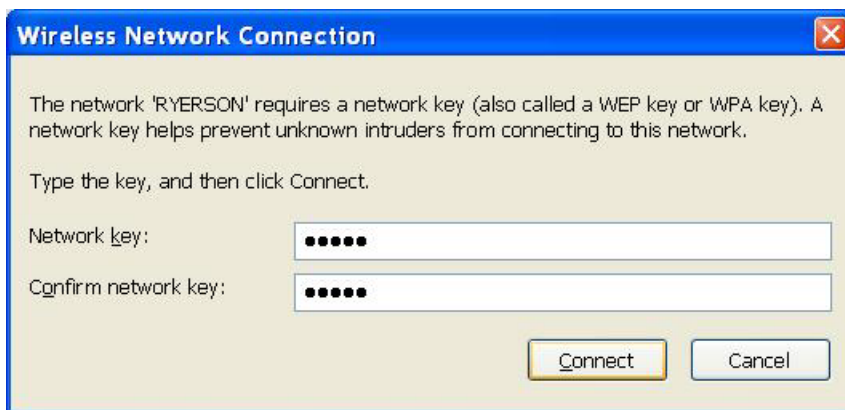 Wireless Network Connection
The network 'RYERSON' requires a network key (also called a WEP key or WPA key). A
network key helps prevent unknown intruders from connecting to this network.
Type the key, and then click Connect.
Network key: •••••
Confirm network key: •••••
Connect Cancel